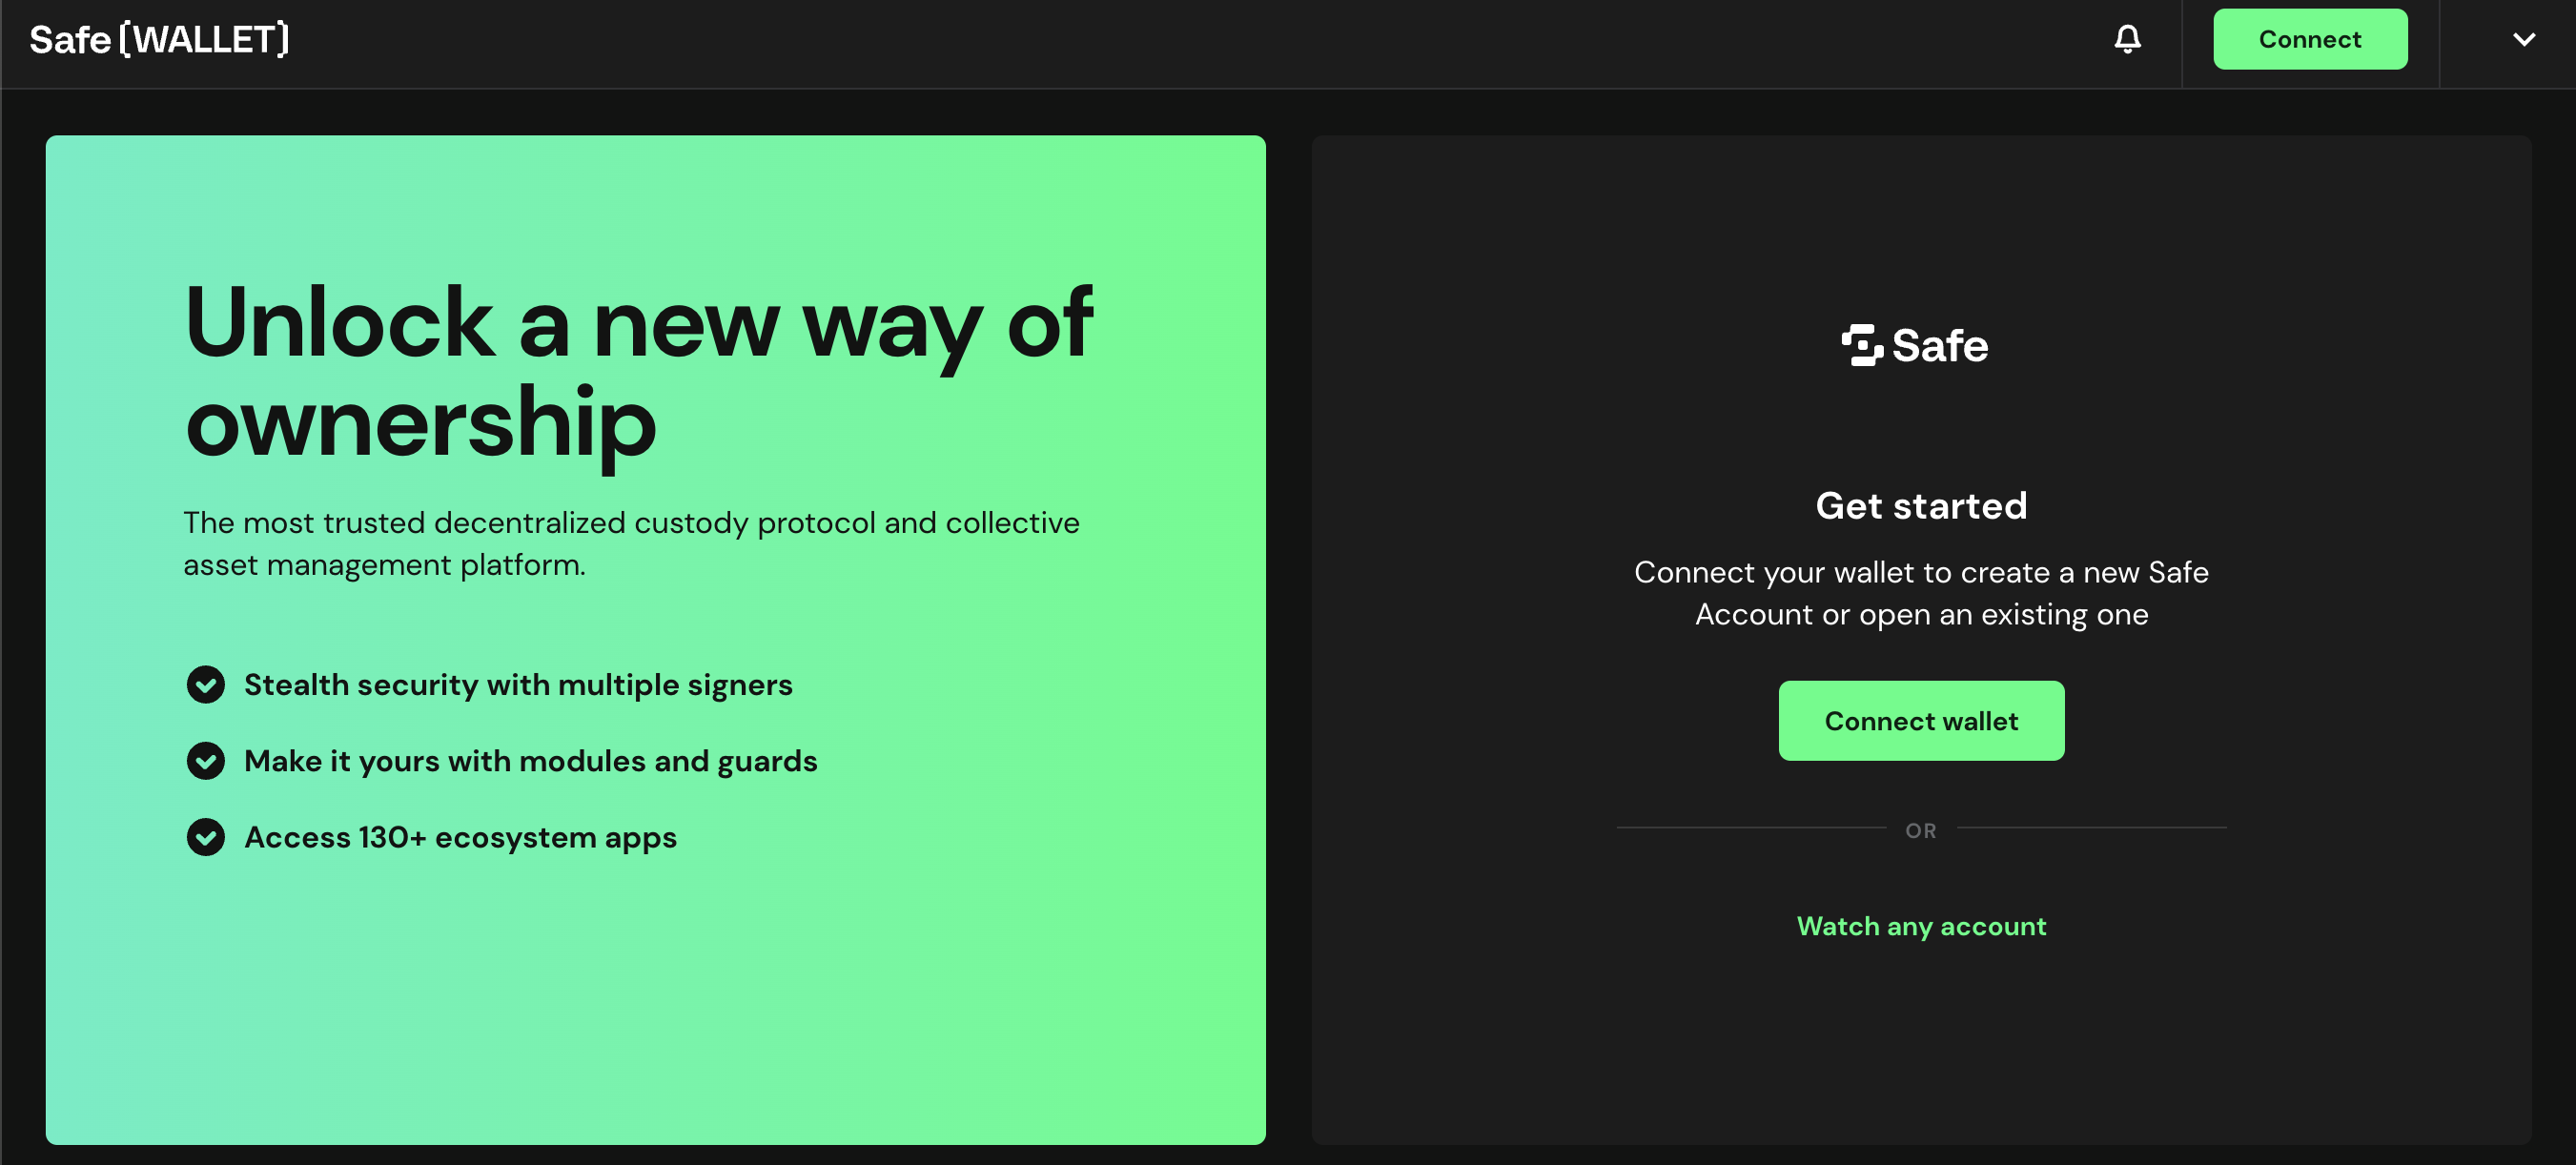 Safe [WALLET]
Connect
Unlock a new way of
ownership
The most trusted decentralized custody protocol and collective
asset management platform.
Stealth security with multiple signers
Make it yours with modules and guards
Access 130+ ecosystem apps
Safe
Get started
Connect your wallet to create a new Safe
Account or open an existing one
Connect wallet
OR
Watch any account